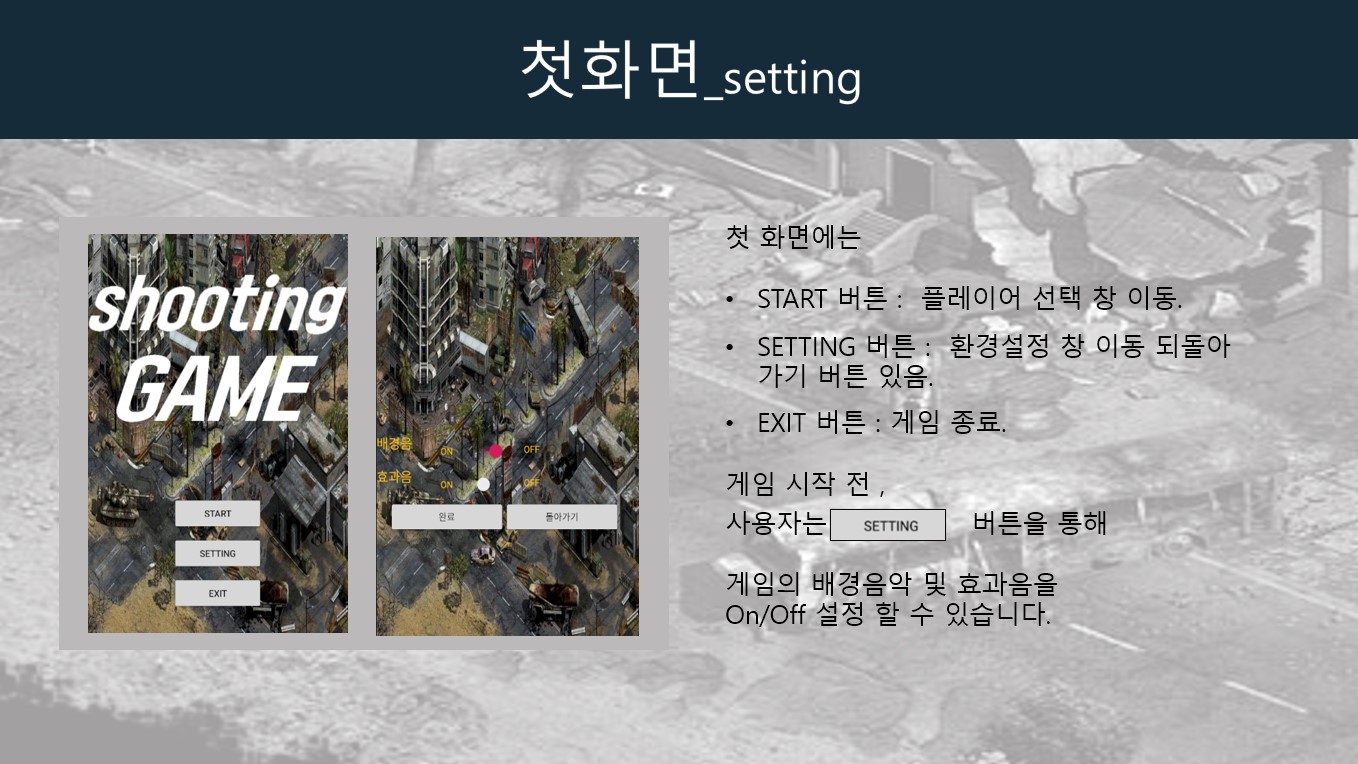 첫화면_setting
shooting
GAME
START
SETTING
EXIT
배경음 ON OFF
효과음 ON OFF
완료 돌아가기
첫 화면에는
• START 버튼 : 플레이어 선택 창 이동.
• SETTING 버튼 : 환경설정 창 이동 되돌아
가기 버튼 있음.
• EXIT 버튼 : 게임 종료.
게임 시작 전 ,
사용자는 SETTING 버튼을 통해
게임의 배경음악 및 효과음을
On/Off 설정 할 수 있습니다.